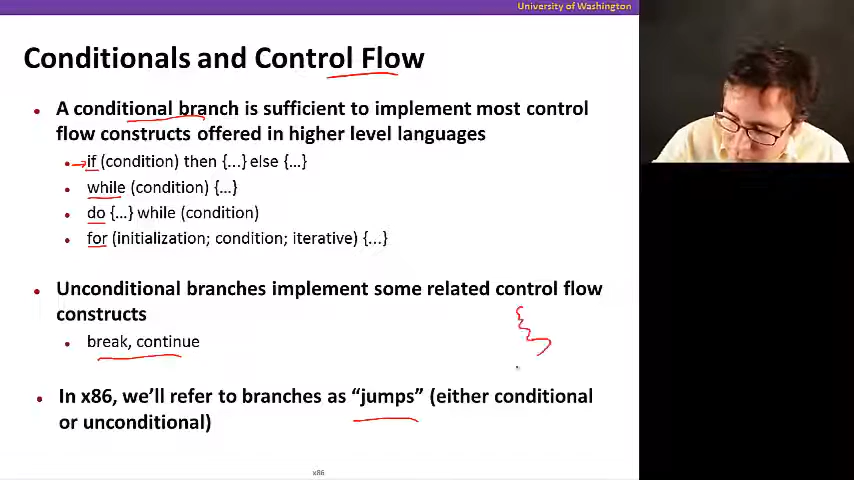 University of Washington
Conditionals and Control Flow
• A conditional branch is sufficient to implement most control
flow constructs offered in higher level languages
• if (condition) then {...} else {...}
• while (condition) {...}
• do {...} while (condition)
• for (initialization; condition; iterative) {...}
• Unconditional branches implement some related control flow
constructs
• break, continue
• In x86, we’ll refer to branches as “jumps” (either conditional
or unconditional)
x86